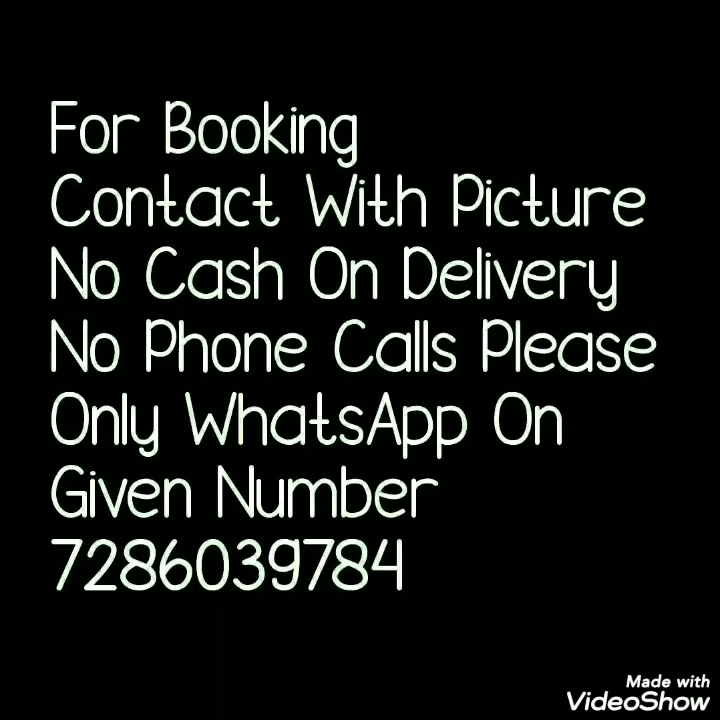 For Booking
Contact With Picture
No Cash On Delivery
No Phone Calls Please
Only WhatsApp On
Given Number
7286039784
Made with
VideoShow